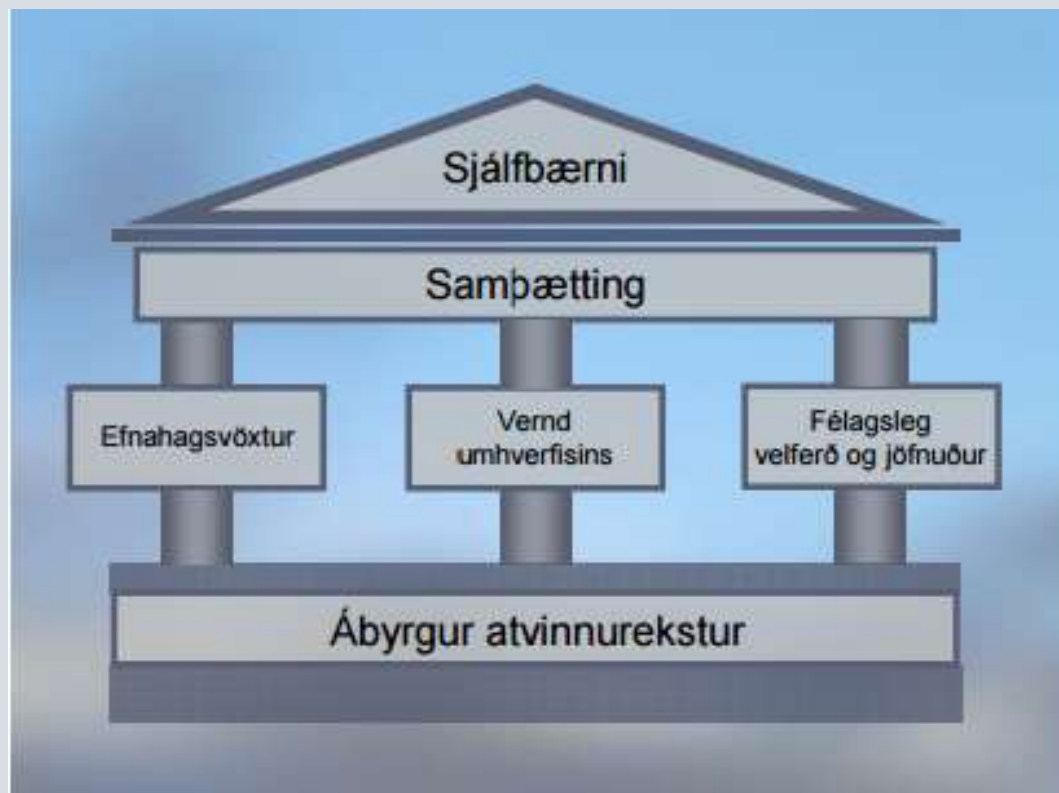 Sjálfbærni
Samþætting
Efnahagsvöxtur
Vernd
umhverfisins
Félagsleg
velferð og jöfnuður
Ábyrgur atvinnurekstur